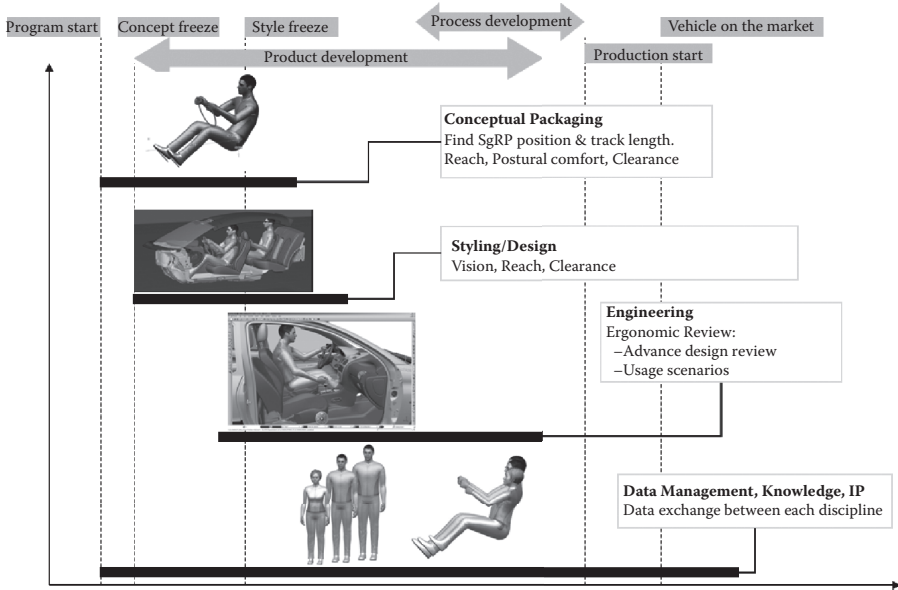 Process development
Program start
Concept freeze
Style freeze
Vehicle on the market
Product development
Production start
Conceptual Packaging
Find SgRP position & track length.
Reach, Postural comfort, Clearance
Styling/Design
Vision, Reach, Clearance
Engineering
Ergonomic Review:
–Advance design review
–Usage scenarios
Data Management, Knowledge, IP
Data exchange between each discipline